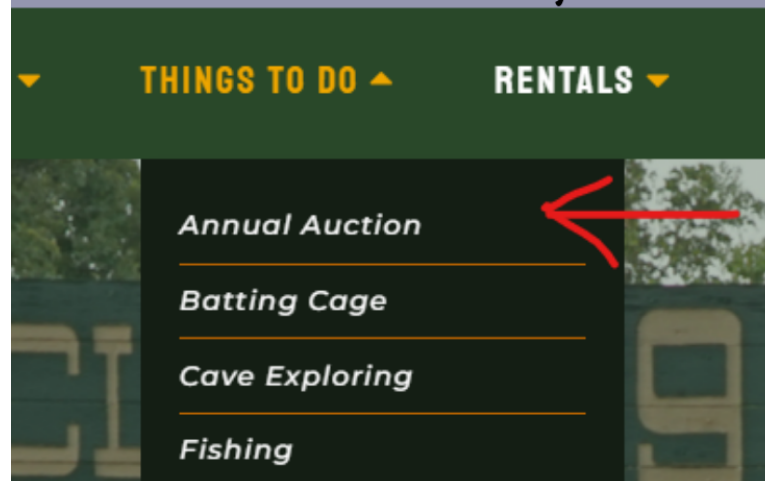 THINGS TO DO RENTALS
Annual Auction
Batting Cage
Cave Exploring
Fishing